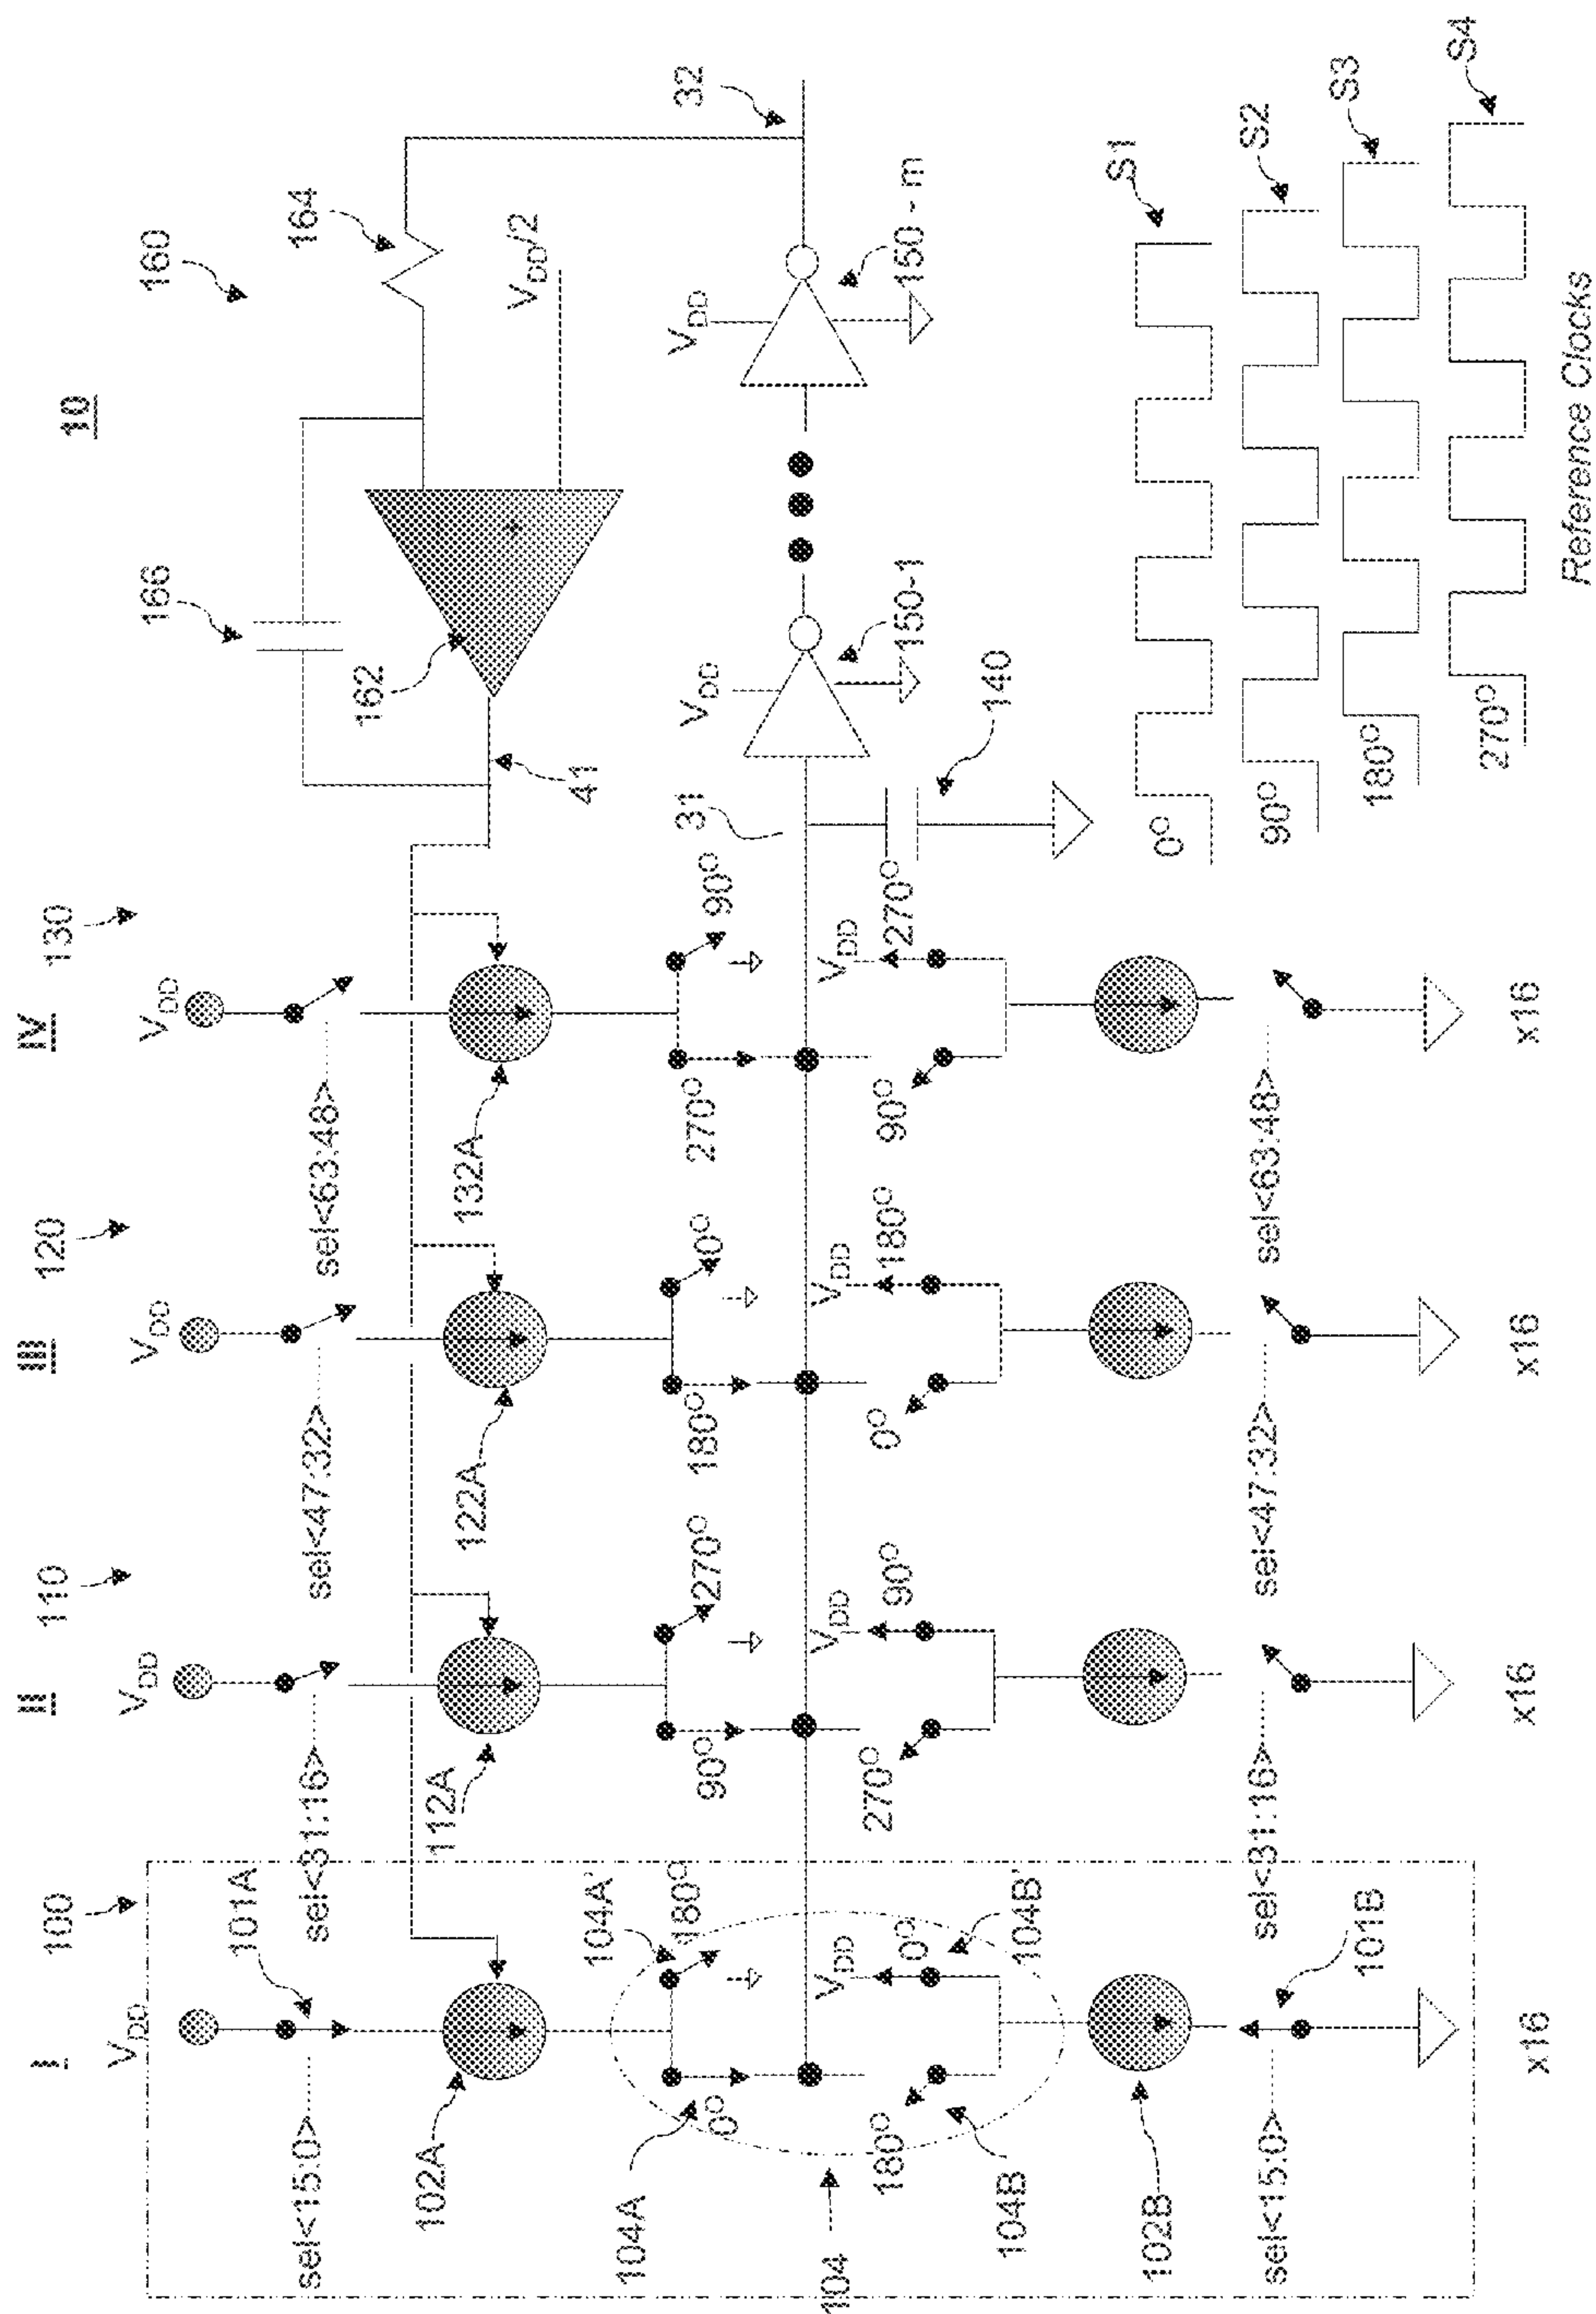 10
I
100
II
110
III
120
IV
130
160
V_DD
V_DD
V_DD
V_DD
166
164
sel<15:0>
101A
sel<31:16>
sel<47:32>
sel<63:48>
162
V_DD/2
102A
112A
122A
132A
41
32
104A
104A'
0°
180°
90°
270°
180°
0°
270°
90°
31
V_DD
V_DD
104
V_DD
V_DD
V_DD
V_DD
150-1
150 - m
180°
0°
270°
90°
0°
180°
90°
270°
104B
104B'
140
102B
sel<15:0>
101B
sel<31:16>
sel<47:32>
sel<63:48>
x16
x16
x16
x16
0°
S1
90°
S2
180°
S3
270°
S4
Reference Clocks